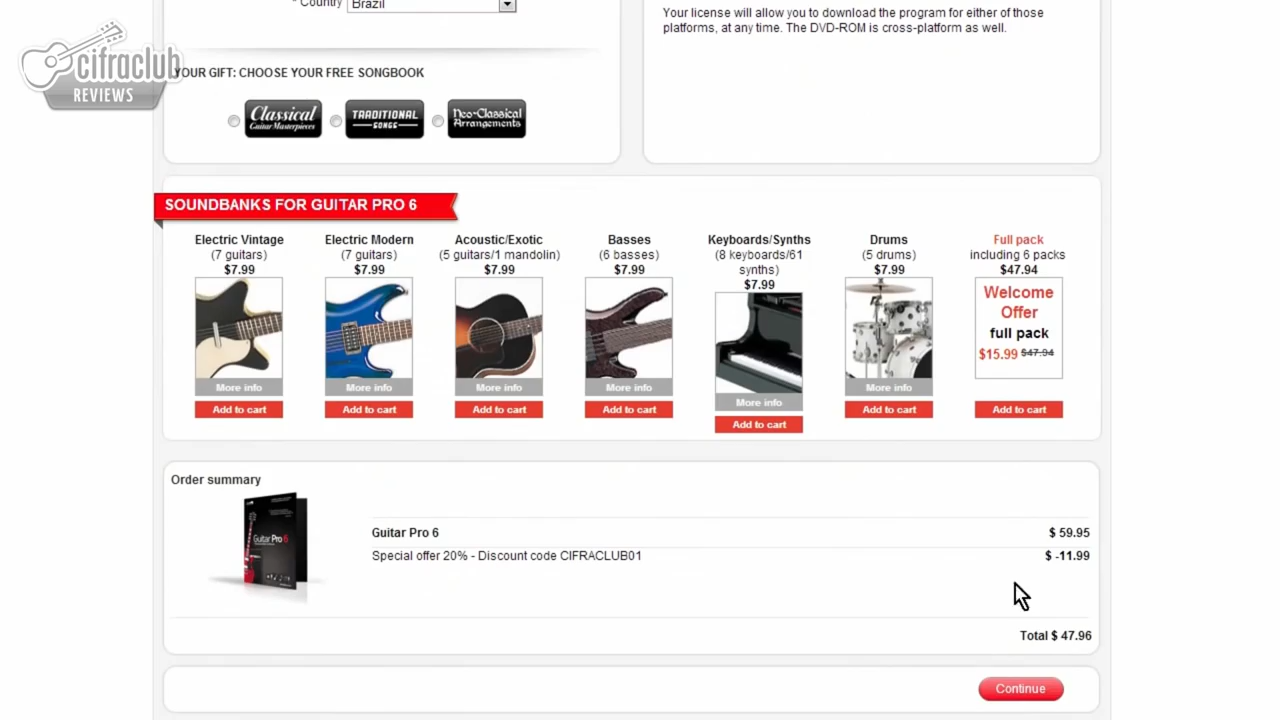 * Country Brazil
Your license will allow you to download the program for either of those
platforms, at any time. The DVD-ROM is cross-platform as well.
cifraclub
REVIEWS
YOUR GIFT: CHOOSE YOUR FREE SONGBOOK
Classical
Guitar Masterpieces
TRADITIONAL
SONGS
Neo-Classical
Arrangements
SOUNDBANKS FOR GUITAR PRO 6
Electric Vintage
(7 guitars)
$7.99
More info
Add to cart
Electric Modern
(7 guitars)
$7.99
More info
Add to cart
Acoustic/Exotic
(5 guitars/1 mandolin)
$7.99
More info
Add to cart
Basses
(6 basses)
$7.99
More info
Add to cart
Keyboards/Synths
(8 keyboards/61
synths)
$7.99
More info
Add to cart
Drums
(5 drums)
$7.99
More info
Add to cart
Full pack
including 6 packs
$47.94
Welcome
Offer
full pack
$15.99 $47.94
Add to cart
Order summary
Guitar Pro 6
Guitar Pro 6 $ 59.95
Special offer 20% - Discount code CIFRACLUB01 $ -11.99
Total $ 47.96
Continue